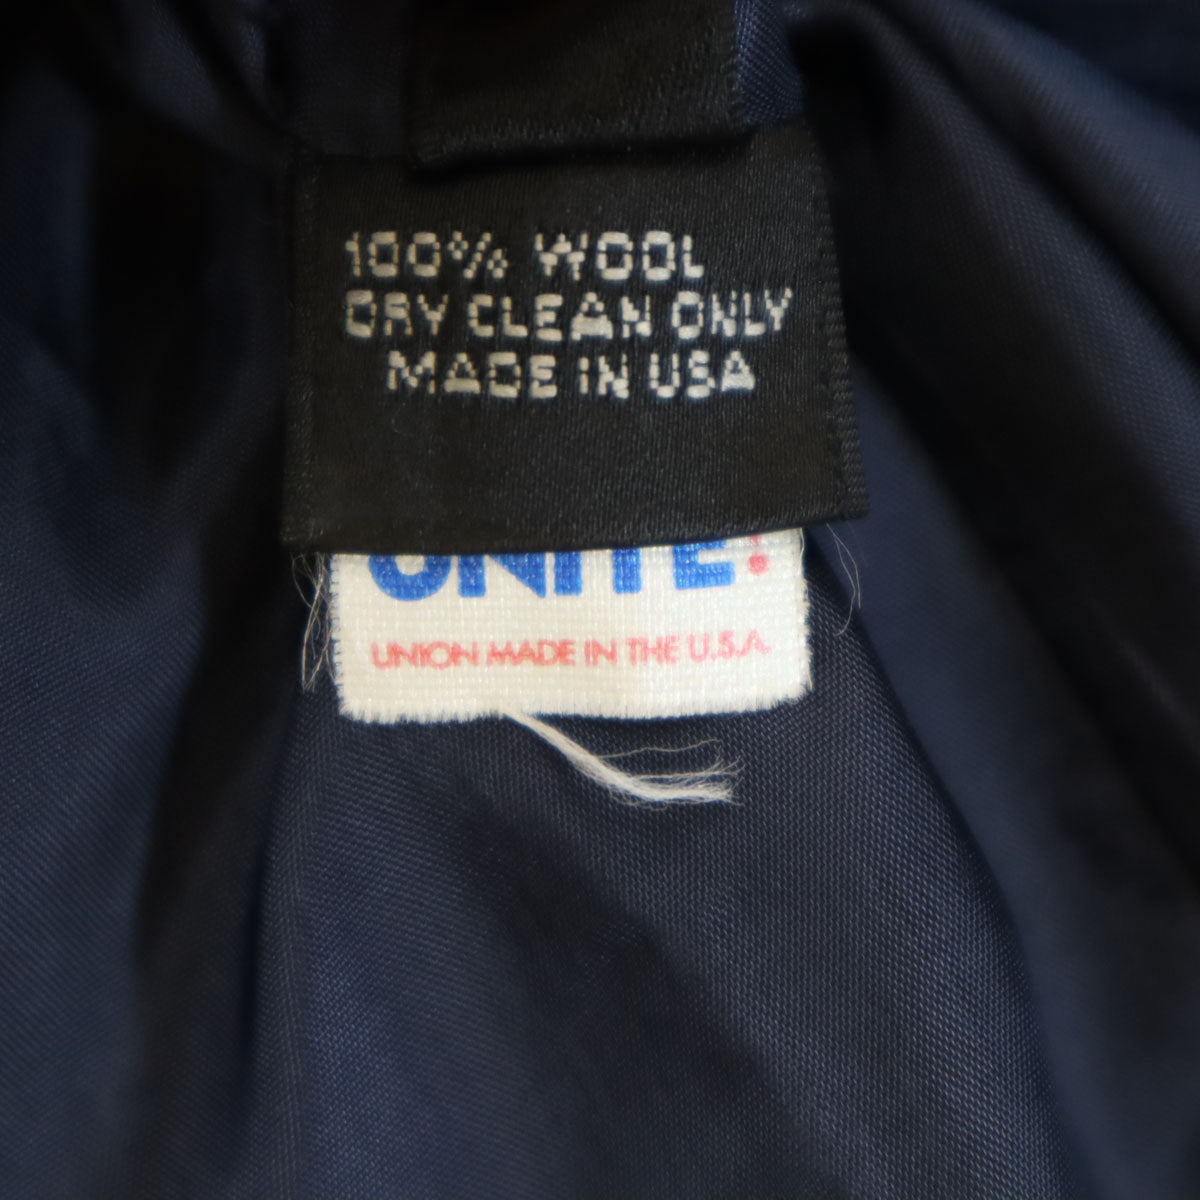 100% WOOL
DRY CLEAN ONLY
MADE IN USA
UNITE!
UNION MADE IN THE U.S.A.